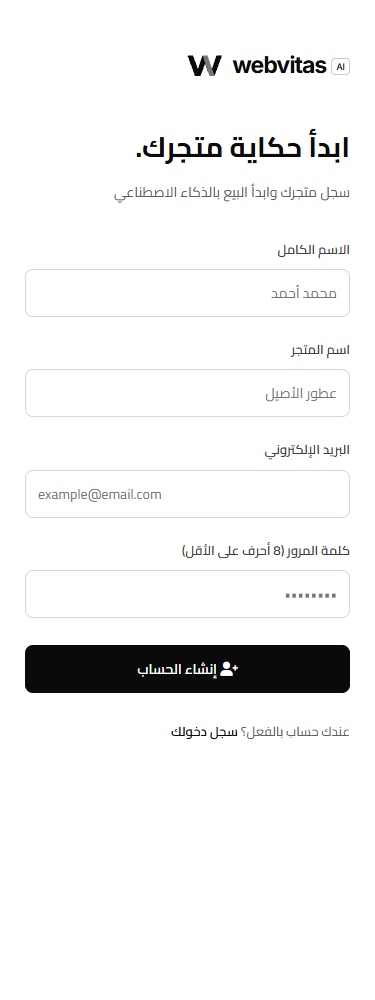 webvitas AI
ابدأ حكاية متجرك.
سجل متجرك وابدأ البيع بالذكاء الاصطناعي
الاسم الكامل
محمد أحمد
اسم المتجر
عطور الأصيل
البريد الإلكتروني
example@email.com
كلمة المرور (8 أحرف على الأقل)
••••••••
إنشاء الحساب
عندك حساب بالفعل؟ سجل دخولك